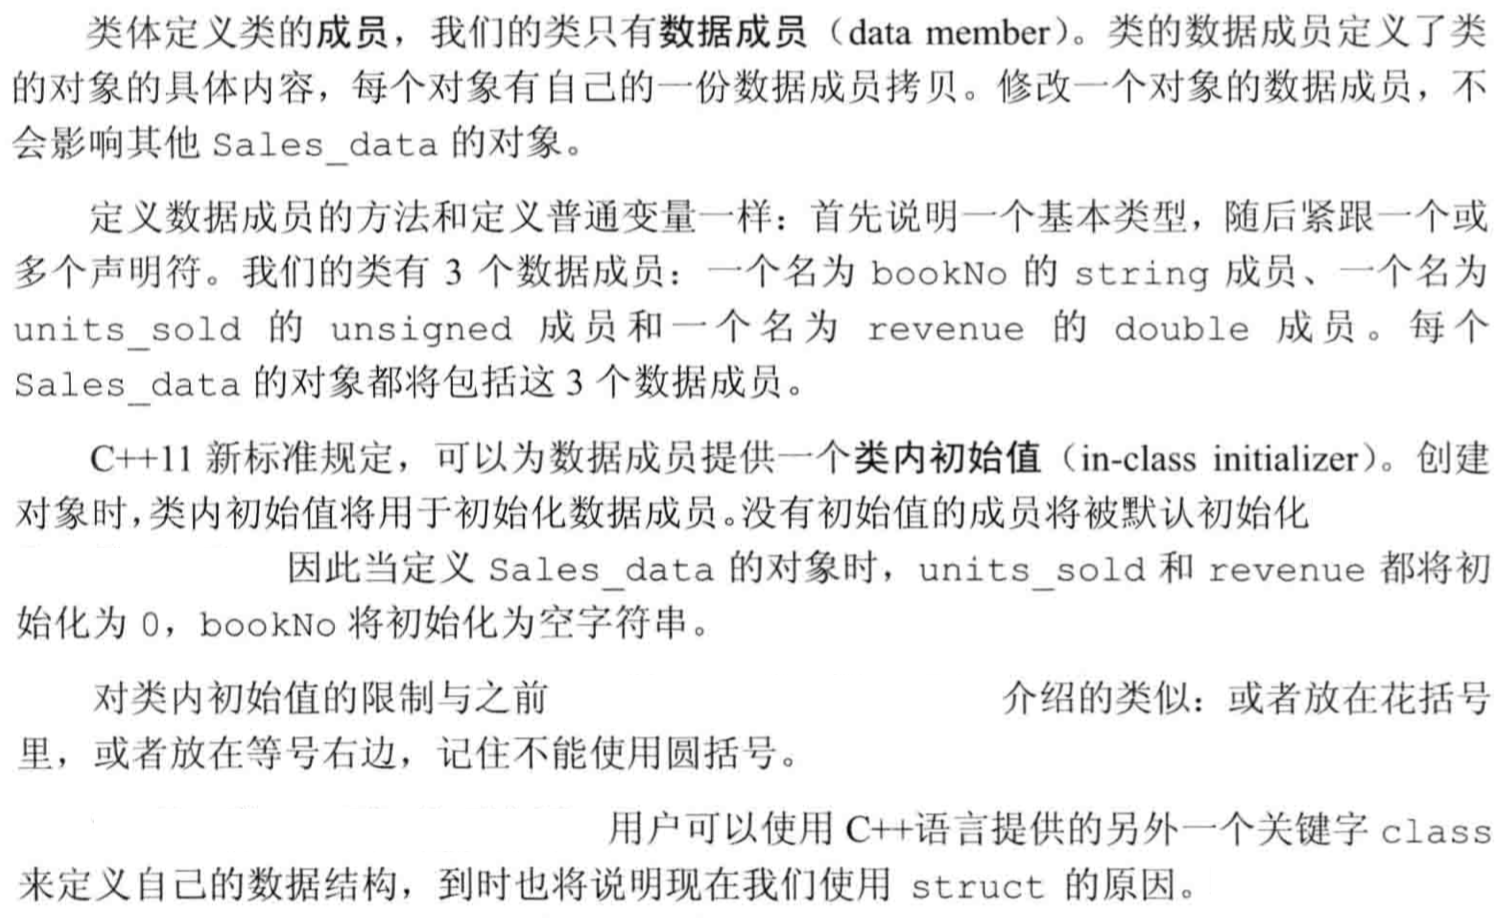 类体定义类的成员，我们的类只有数据成员（data member）。类的数据成员定义了类
的对象的具体内容，每个对象有自己的一份数据成员拷贝。修改一个对象的数据成员，不
会影响其他 Sales_data 的对象。
定义数据成员的方法和定义普通变量一样：首先说明一个基本类型，随后紧跟一个或
多个声明符。我们的类有 3 个数据成员：一个名为 bookNo 的 string 成员、一个名为
units_sold 的 unsigned 成员和一个名为 revenue 的 double 成员。每个
Sales_data 的对象都将包括这 3 个数据成员。
C++11 新标准规定，可以为数据成员提供一个类内初始值（in-class initializer）。创建
对象时，类内初始值将用于初始化数据成员。没有初始值的成员将被默认初始化
因此当定义 Sales_data 的对象时，units_sold 和 revenue 都将初
始化为 0，bookNo 将初始化为空字符串。
对类内初始值的限制与之前 介绍的类似：或者放在花括号
里，或者放在等号右边，记住不能使用圆括号。
用户可以使用 C++语言提供的另外一个关键字 class
来定义自己的数据结构，到时也将说明现在我们使用 struct 的原因。